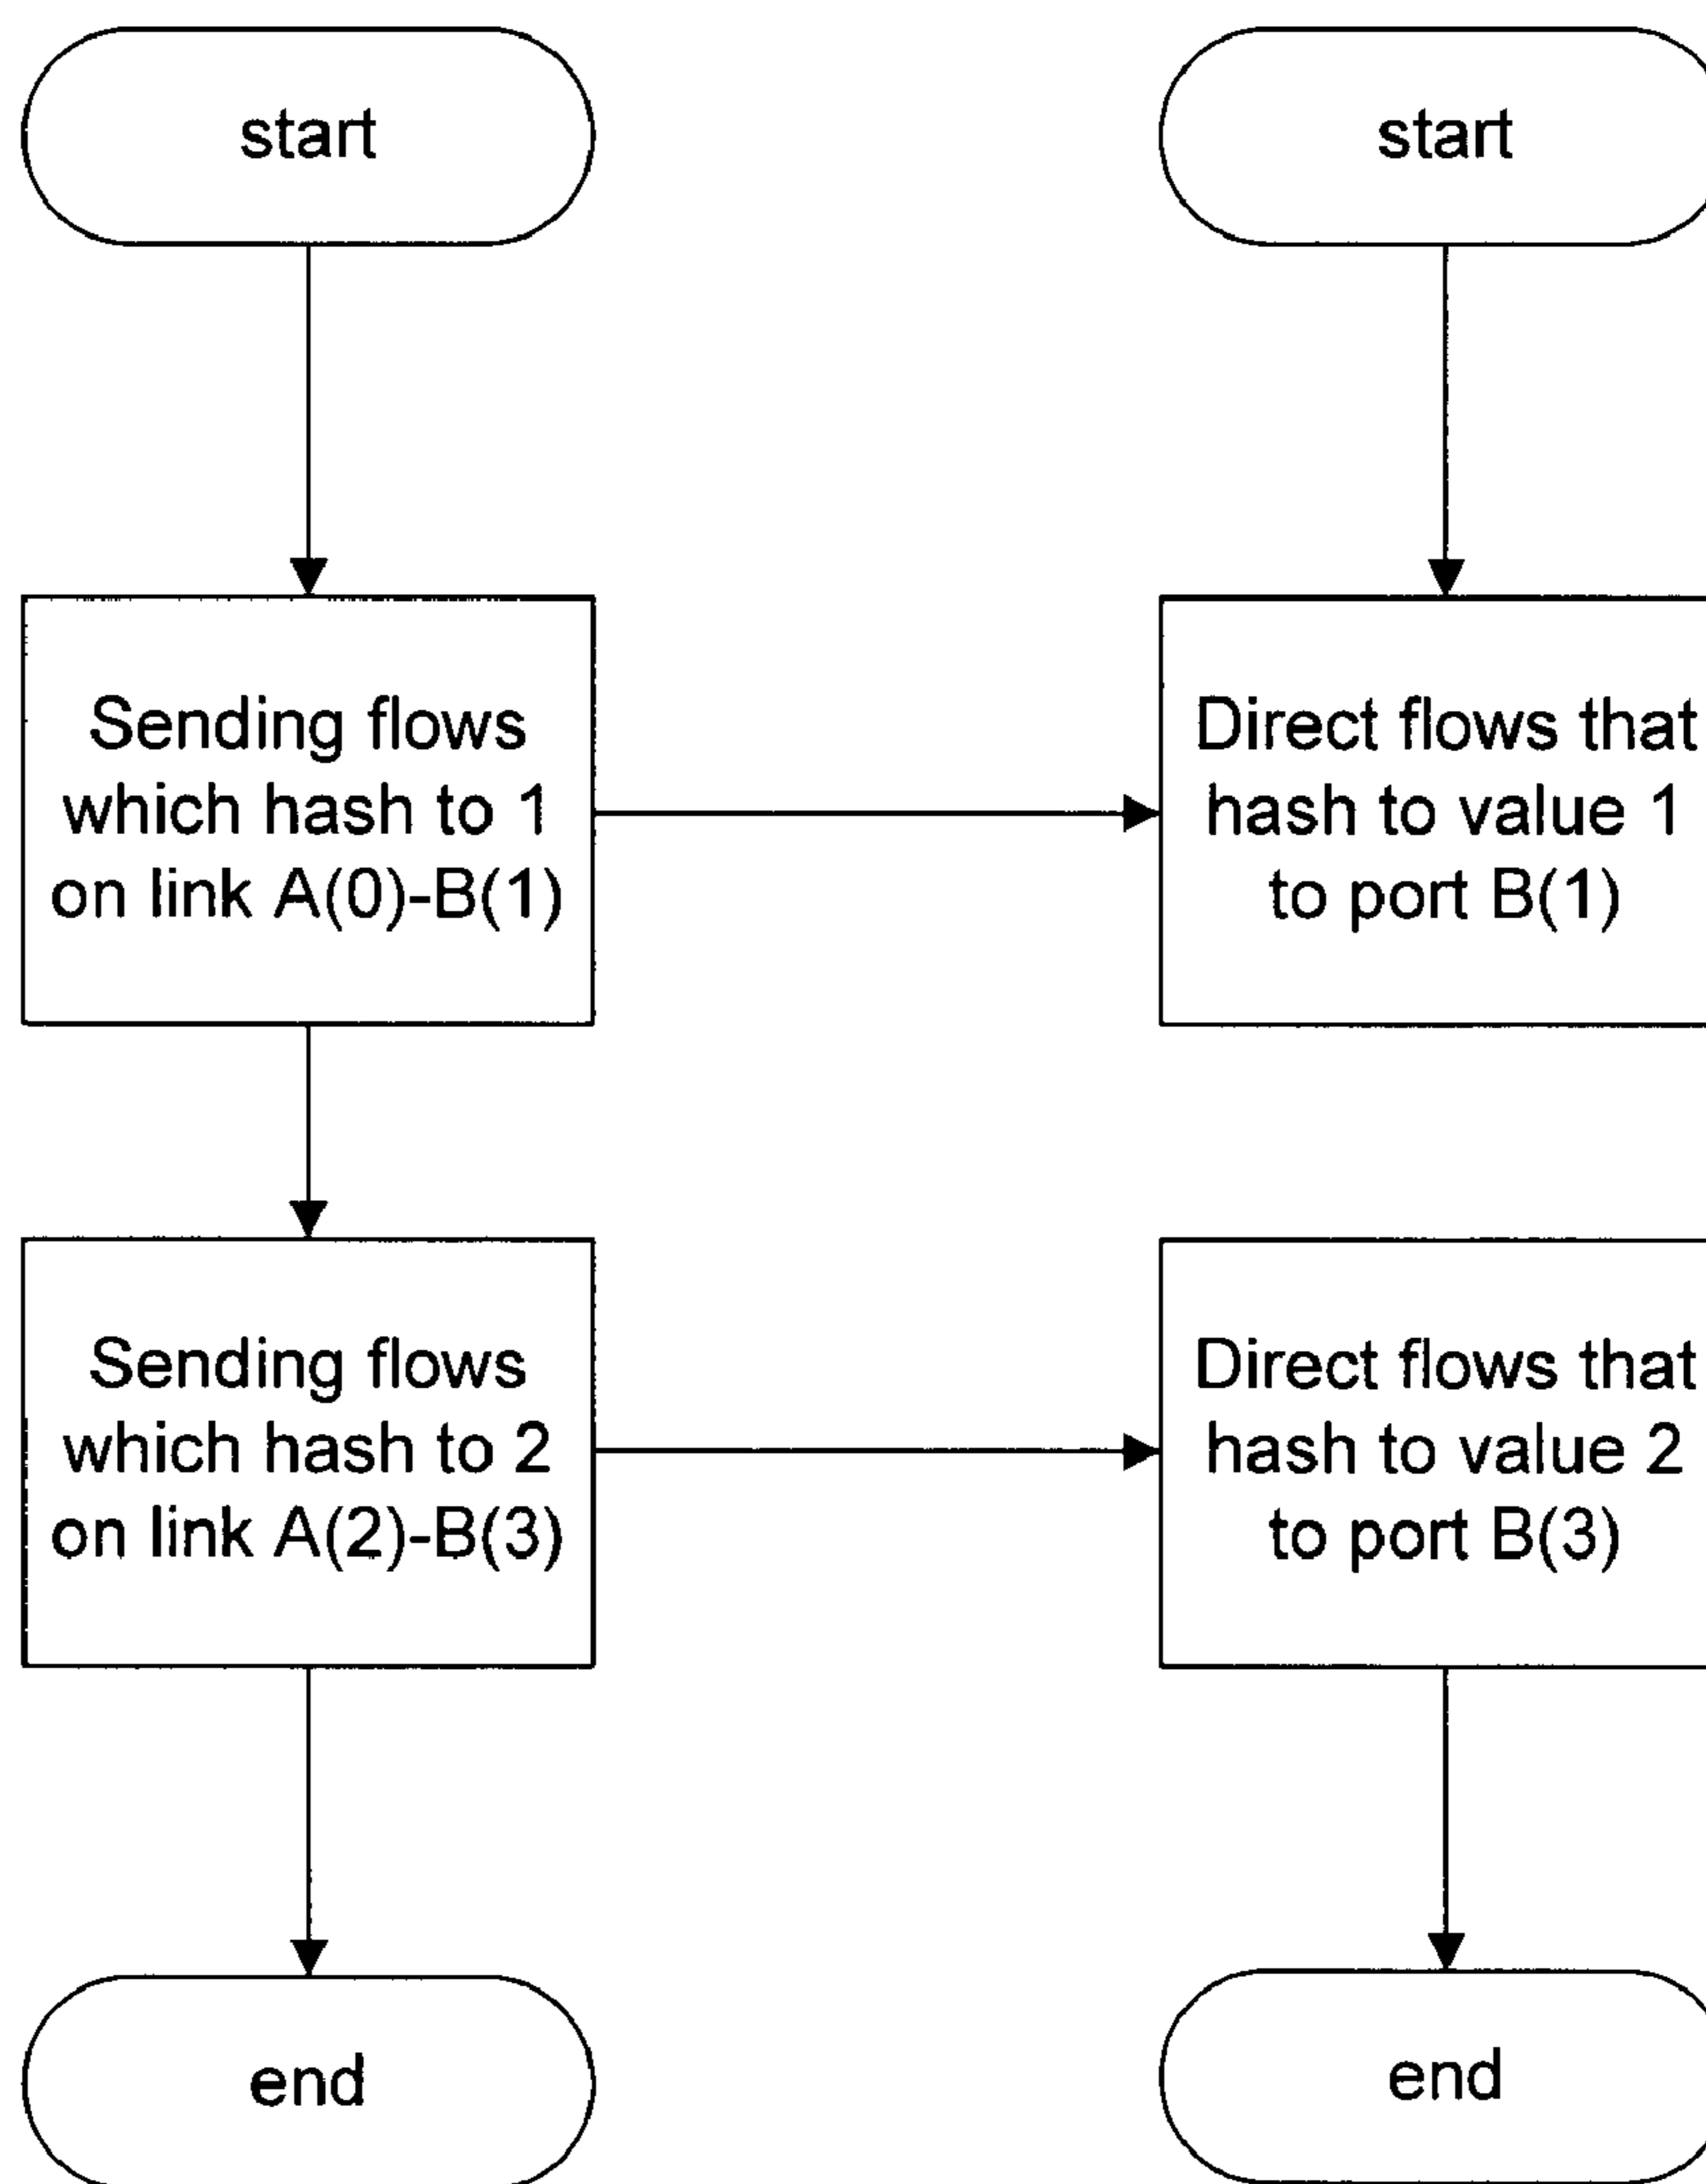 start
start
Sending flows
which hash to 1
on link A(0)-B(1)
Direct flows that
hash to value 1
to port B(1)
Sending flows
which hash to 2
on link A(2)-B(3)
Direct flows that
hash to value 2
to port B(3)
end
end